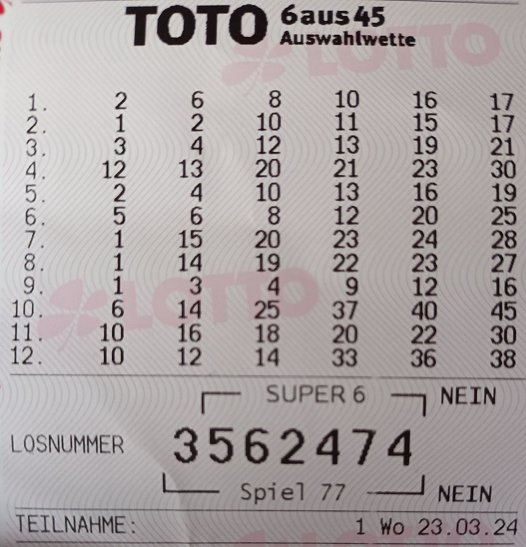 TOTO 6aus45
Auswahlwette
1. 2 6 8 10 16 17
2. 1 2 10 11 15 17
3. 3 4 12 13 19 21
4. 12 13 20 21 23 30
5. 2 4 10 13 16 19
6. 5 6 8 12 20 25
7. 1 15 20 23 24 28
8. 1 14 19 22 23 27
9. 1 3 4 9 12 16
10. 6 14 25 37 40 45
11. 10 16 18 20 22 30
12. 10 12 14 33 36 38
SUPER 6 NEIN
LOSNUMMER 3562474
Spiel 77 NEIN
TEILNAHME: 1 Wo 23.03.24
LOTTO
LOTTO